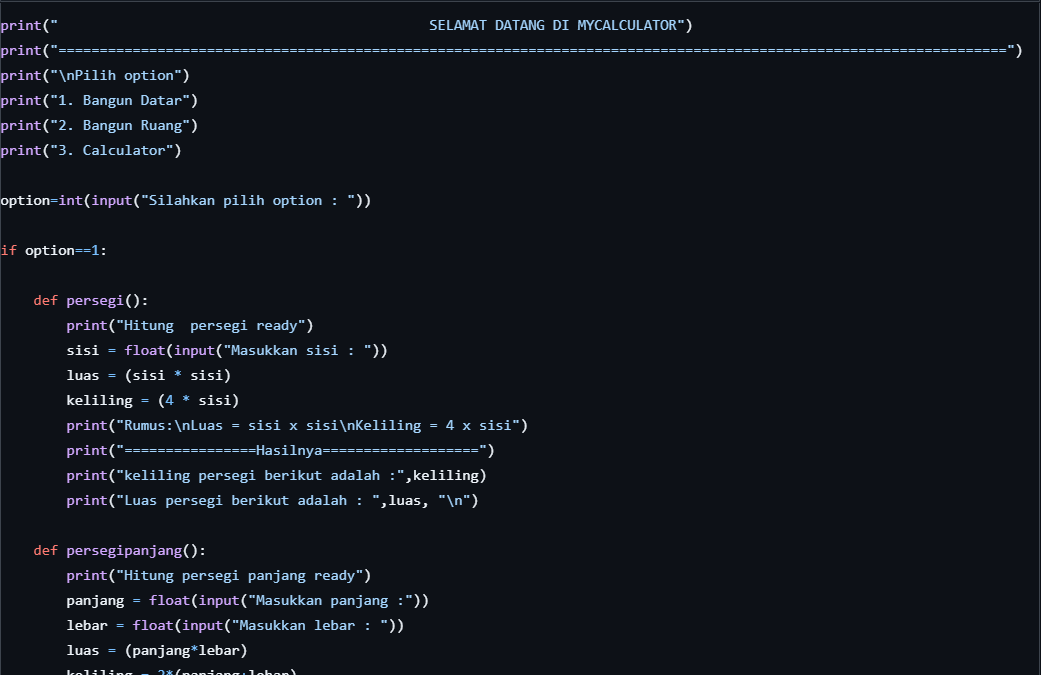 print("                                             SELAMAT DATANG DI MYCALCULATOR")
print("===================================================================================================================")
print("\nPilih option")
print("1. Bangun Datar")
print("2. Bangun Ruang")
print("3. Calculator")
option=int(input("Silahkan pilih option : "))
if option==1:
    def persegi():
        print("Hitung  persegi ready")
        sisi = float(input("Masukkan sisi : "))
        luas = (sisi * sisi)
        keliling = (4 * sisi)
        print("Rumus:\nLuas = sisi x sisi\nKeliling = 4 x sisi")
        print("================Hasilnya===================")
        print("keliling persegi berikut adalah :",keliling)
        print("Luas persegi berikut adalah : ",luas, "\n")
    def persegipanjang():
        print("Hitung persegi panjang ready")
        panjang = float(input("Masukkan panjang :"))
        lebar = float(input("Masukkan lebar : "))
        luas = (panjang*lebar)
        keliling = 2*(panjang+lebar)